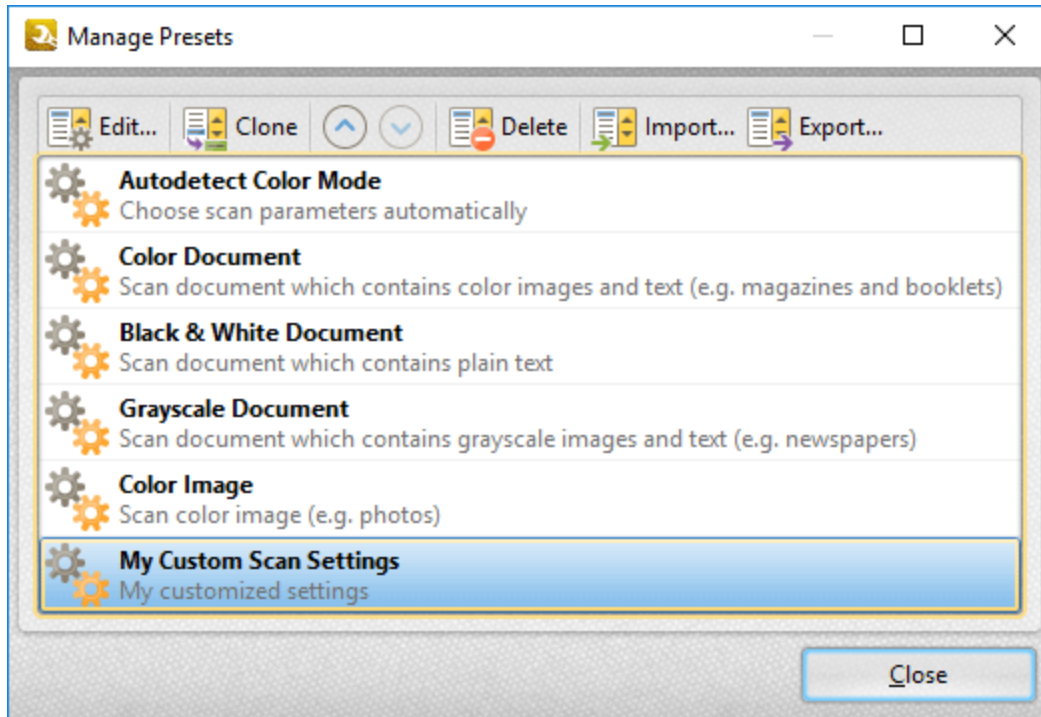 Manage Presets
Edit... Clone Delete Import... Export...
Autodetect Color Mode
Choose scan parameters automatically
Color Document
Scan document which contains color images and text (e.g. magazines and booklets)
Black & White Document
Scan document which contains plain text
Grayscale Document
Scan document which contains grayscale images and text (e.g. newspapers)
Color Image
Scan color image (e.g. photos)
My Custom Scan Settings
My customized settings
Close